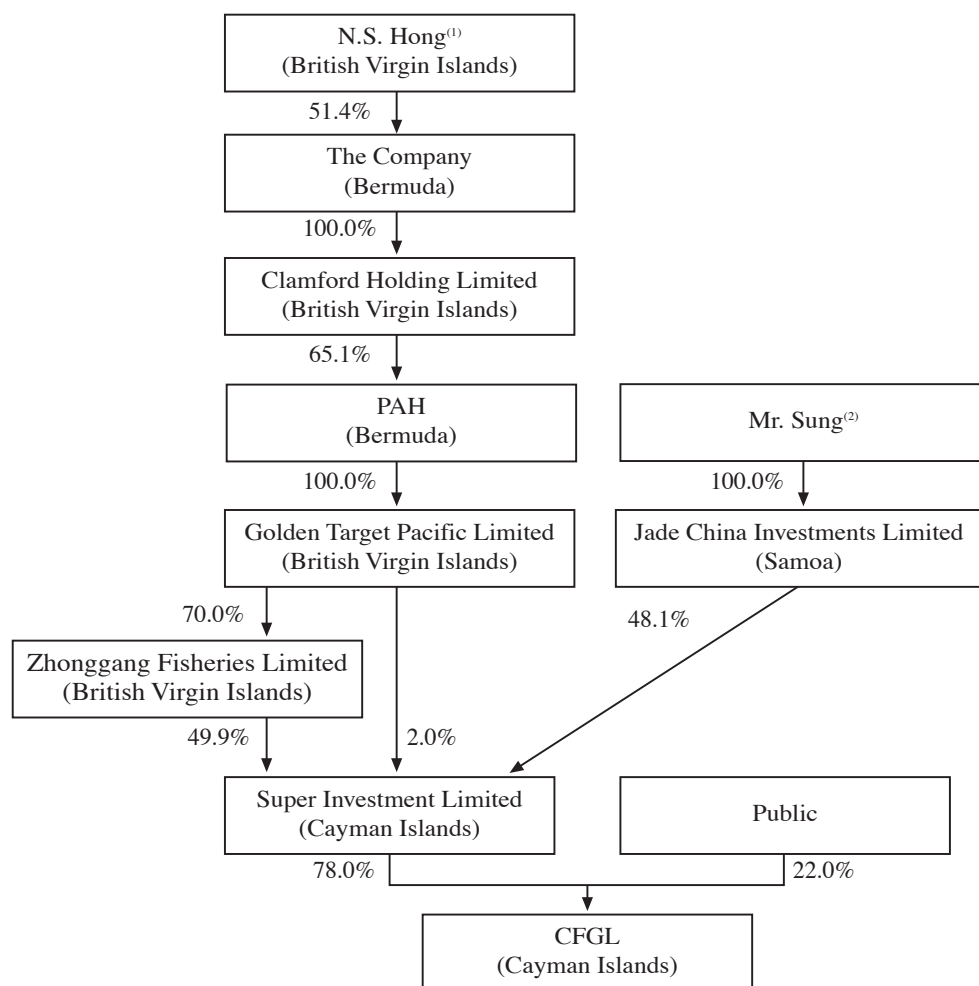 N.S. Hong(1)
(British Virgin Islands)
51.4%
The Company
(Bermuda)
100.0%
Clamford Holding Limited
(British Virgin Islands)
65.1%
PAH
(Bermuda)
Mr. Sung(2)
100.0%
100.0%
Golden Target Pacific Limited
(British Virgin Islands)
Jade China Investments Limited
(Samoa)
70.0%
48.1%
Zhonggang Fisheries Limited
(British Virgin Islands)
49.9%
2.0%
Super Investment Limited
(Cayman Islands)
Public
78.0%
22.0%
CFGL
(Cayman Islands)